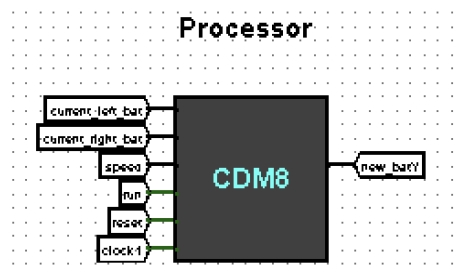 Processor
current_left_bat
current_right_bat
speed
run
reset
clock1
CDM8
new_batY